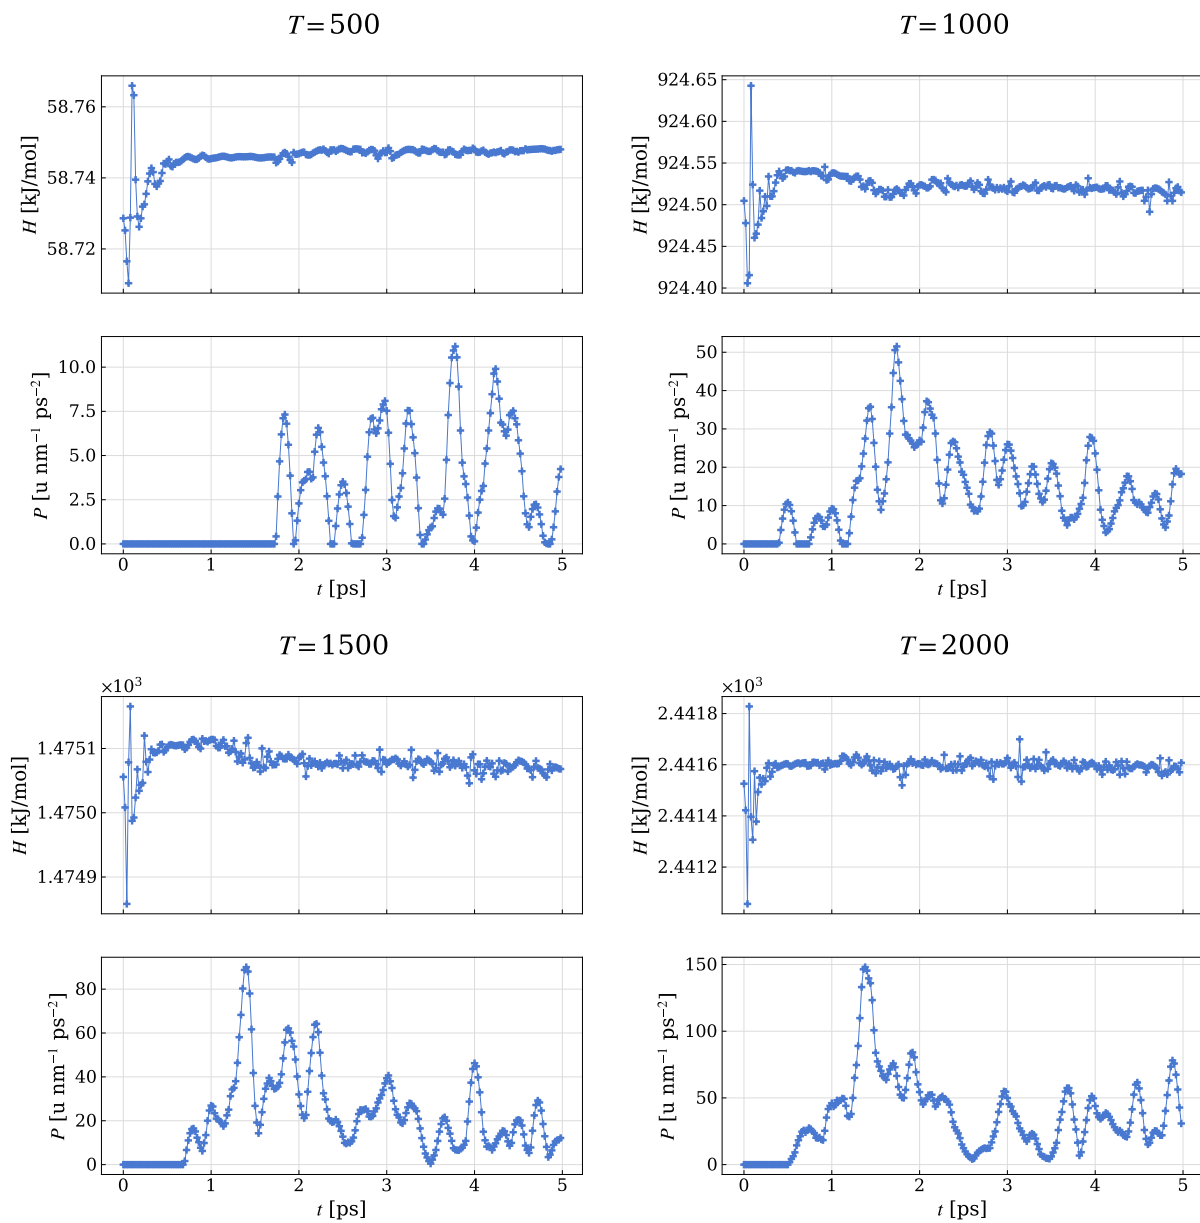 T=500
58.76
58.74
58.72
H [kJ/mol]
10.0
7.5
5.0
2.5
0.0
P [u nm⁻¹ ps⁻²]
0 1 2 3 4 5
t [ps]
T=1000
924.65
924.60
924.55
924.50
924.45
924.40
H [kJ/mol]
50
40
30
20
10
0
P [u nm⁻¹ ps⁻²]
0 1 2 3 4 5
t [ps]
T=1500
×10³
1.4751
1.4750
1.4749
H [kJ/mol]
80
60
40
20
0
P [u nm⁻¹ ps⁻²]
0 1 2 3 4 5
t [ps]
T=2000
×10³
2.4418
2.4416
2.4414
2.4412
H [kJ/mol]
150
100
50
0
P [u nm⁻¹ ps⁻²]
0 1 2 3 4 5
t [ps]